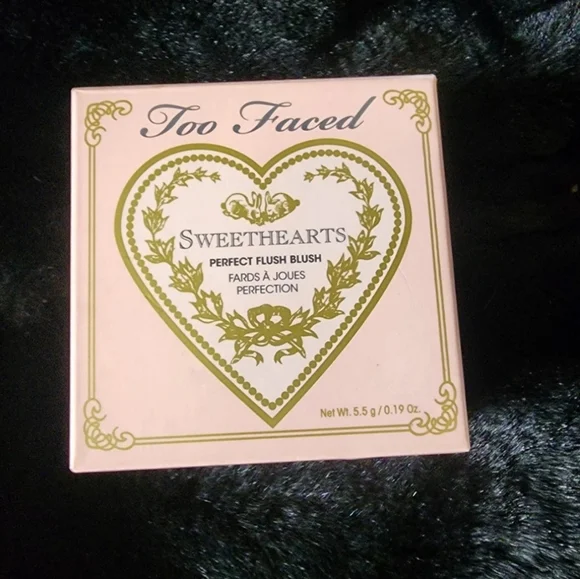 Too Faced
SWEETHEARTS
PERFECT FLUSH BLUSH
FARDS À JOUES
PERFECTION
Net Wt. 5.5 g / 0.19 Oz.